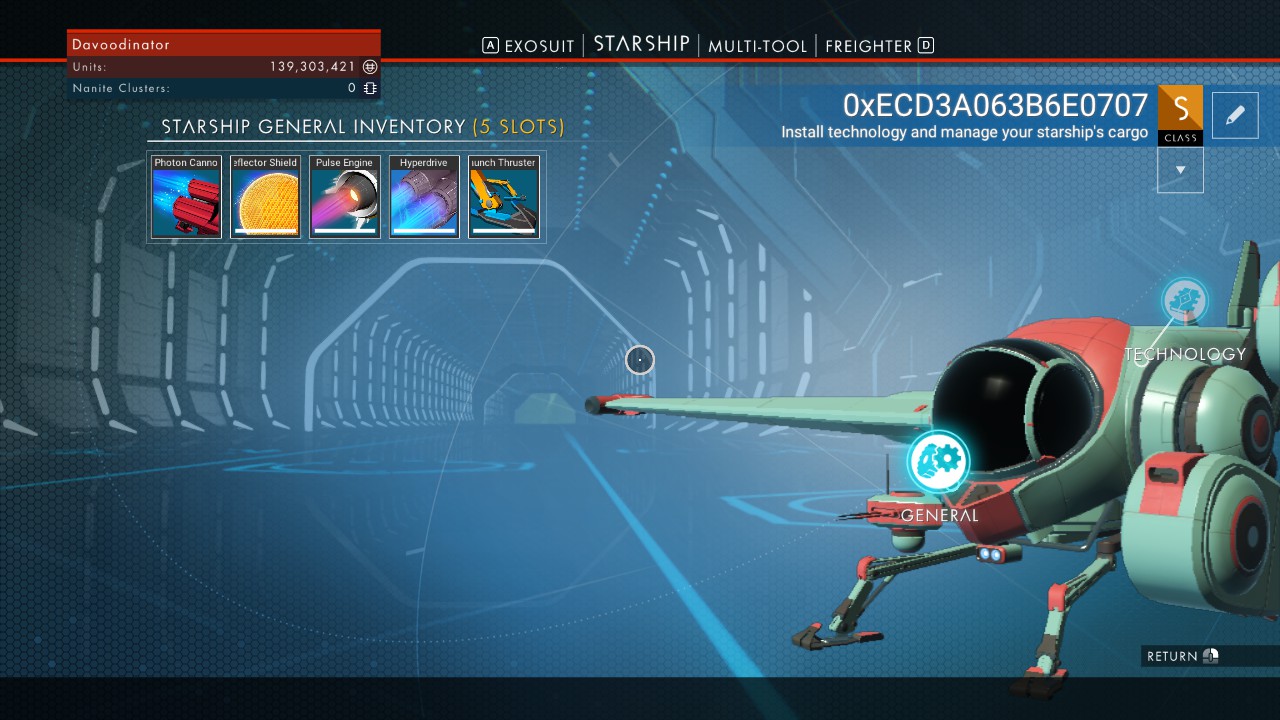 Davoodinator
Units: 139,303,421
Nanite Clusters: 0
A EXOSUIT STARSHIP MULTI-TOOL FREIGHTER D
0xECD3A063B6E0707
Install technology and manage your starship's cargo
S
CLASS
STARSHIP GENERAL INVENTORY (5 SLOTS)
Photon Canno eflector Shield Pulse Engine Hyperdrive unch Thruster
TECHNOLOGY
GENERAL
RETURN